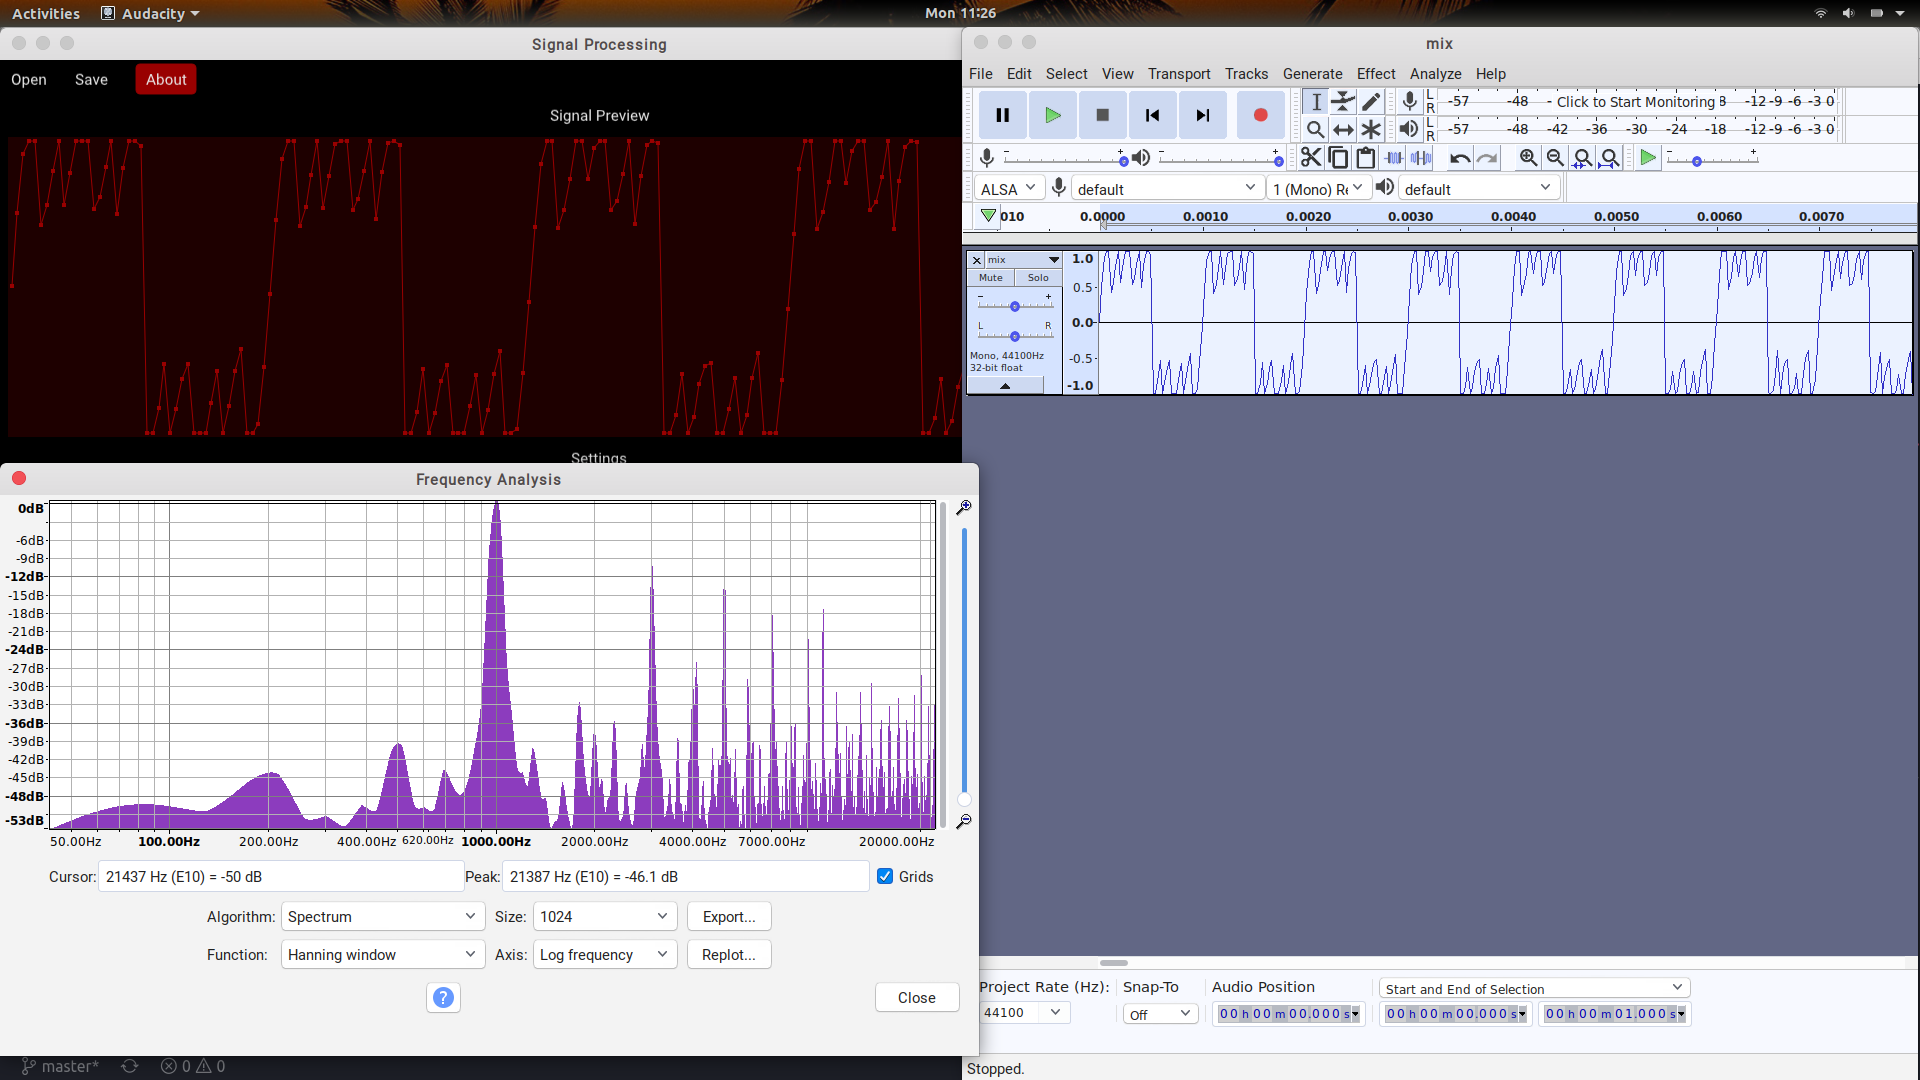 Activities Audacity Mon 11:26
Signal Processing
Open Save About
Signal Preview
Settings
mix
File Edit Select View Transport Tracks Generate Effect Analyze Help
L R -57 -48 - Click to Start Monitoring 3 -12 -9 -6 -3 0
L R -57 -48 -42 -36 -30 -24 -18 -12 -9 -6 -3 0
- + - + - +
ALSA default 1 (Mono) Re default
010 0.0000 0.0010 0.0020 0.0030 0.0040 0.0050 0.0060 0.0070
mix
Mute Solo
- +
L R
Mono, 44100Hz
32-bit float
1.0
0.5-
0.0-
-0.5-
-1.0
Frequency Analysis
0dB
-6dB
-9dB
-12dB
-15dB
-18dB
-21dB
-24dB
-27dB
-30dB
-33dB
-36dB
-39dB
-42dB
-45dB
-48dB
-53dB
50.00Hz 100.00Hz 200.00Hz 400.00Hz 620.00Hz 1000.00Hz 2000.00Hz 4000.00Hz 7000.00Hz 20000.00Hz
Cursor: 21437 Hz (E10) = -50 dB Peak: 21387 Hz (E10) = -46.1 dB Grids
Algorithm: Spectrum Size: 1024 Export...
Function: Hanning window Axis: Log frequency Replot...
? Close
Project Rate (Hz): Snap-To Audio Position Start and End of Selection
44100 Off 00 h 00 m 00.000 s 00 h 00 m 00.000 s 00 h 00 m 01.000 s
Stopped.
master* 0 0